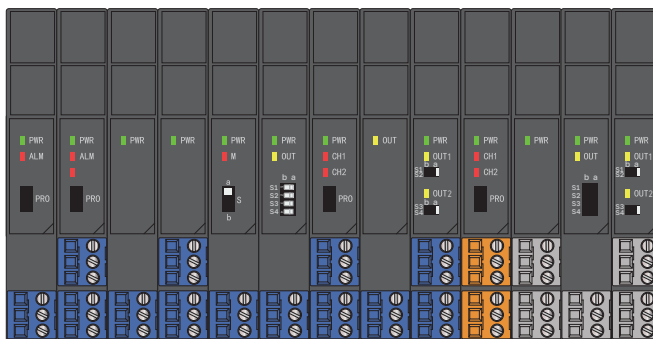 PWR PWR PWR PWR PWR PWR PWR OUT PWR PWR PWR PWR PWR
ALM ALM M OUT CH1 OUT1 CH1 OUT OUT1
CH2 b a CH2 b a
a b a S1 S1
S1 S2 b a S2
PRO PRO S S2 PRO OUT2 PRO S1 OUT2
S3 b a S2 b a
b S4 S3 S3 S3
S4 S4 S4